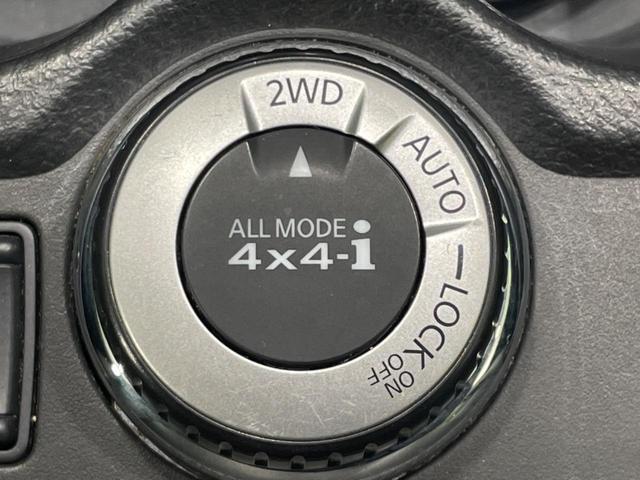 2WD
AUTO
LOCK
ON
OFF
ALL MODE
4x4-i